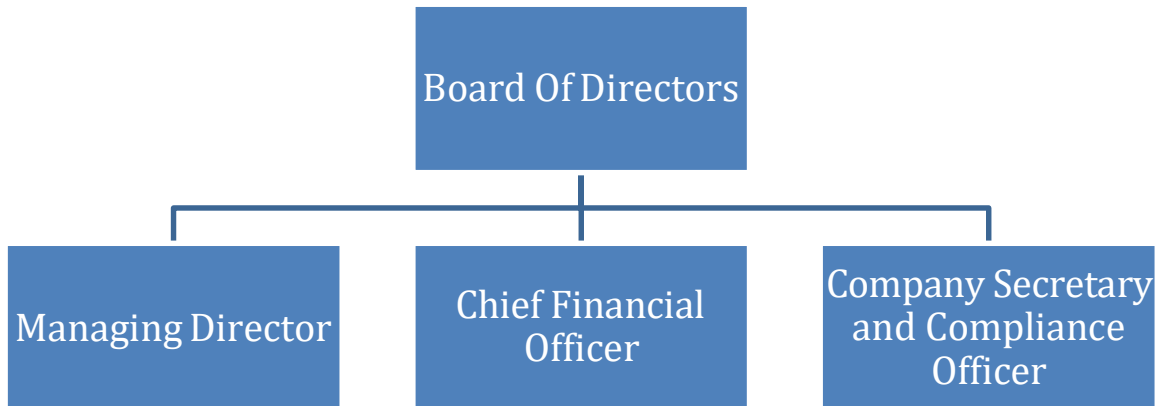 Board Of Directors
Managing Director
Chief Financial
Officer
Company Secretary
and Compliance
Officer